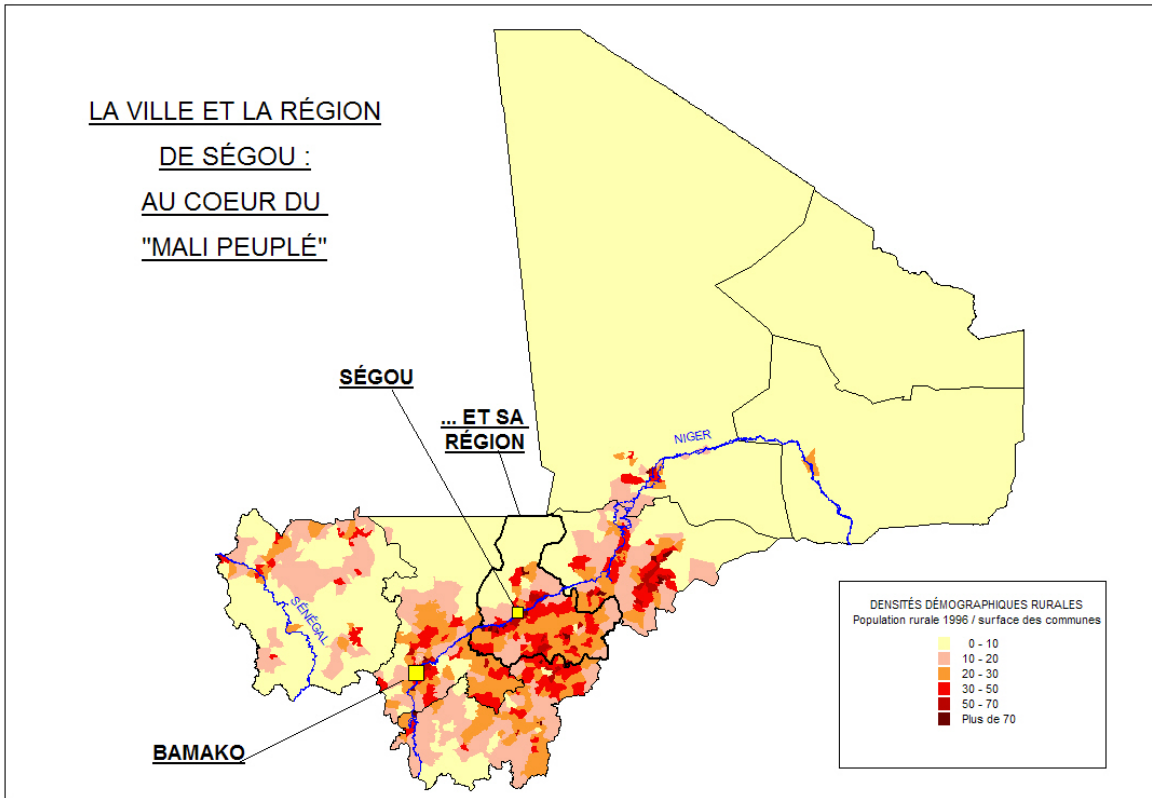 LA VILLE ET LA RÉGION
DE SÉGOU :
AU COEUR DU
"MALI PEUPLÉ"
SÉGOU
... ET SA
RÉGION
NIGER
SÉNÉGAL
BAMAKO
DENSITÉS DÉMOGRAPHIQUES RURALES
Population rurale 1996 / surface des communes
0 - 10
10 - 20
20 - 30
30 - 50
50 - 70
Plus de 70